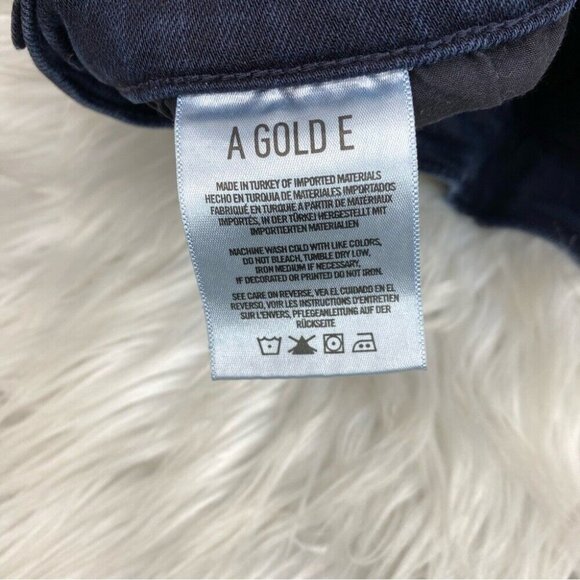 A GOLD E
MADE IN TURKEY OF IMPORTED MATERIALS
HECHO EN TURQUIA DE MATERIALES IMPORTADOS
FABRIQUÉ EN TURQUIE A PARTIR DE MATÉRIAUX
IMPORTÉS, IN DER TÜRKEI HERGESTELLT MIT
IMPORTIERTEN MATERIALIEN
MACHINE WASH COLD WITH LIKE COLORS,
DO NOT BLEACH, TUMBLE DRY LOW,
IRON MEDIUM IF NECESSARY,
IF DECORATED OR PRINTED DO NOT IRON.
SEE CARE ON REVERSE, VEA EL CUIDADO EN EL
REVERSO, VOIR LES INSTRUCTIONS D'ENTRETIEN
SUR L'ENVERS, PFLEGEANLEITUNG AUF DER
RÜCKSEITE